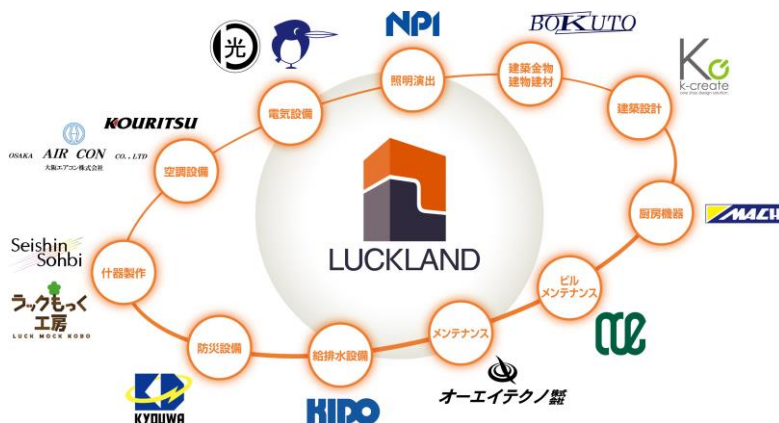 光
NPI
BOKUTO
K
k-create
one stop design solution
照明演出
建築金物
建物建材
建築設計
電気設備
KOURITSU
OSAKA AIR CON CO.,LTD
大阪エアコン株式会社
空調設備
厨房機器
MACH
LUCKLAND
Seishin
Sohbi
什器製作
ビル
メンテナンス
ラックもっく
工房
LUCK MOCK KOBO
防災設備
給排水設備
メンテナンス
KYOUWA
KIDO
オーエイテクノ株式会社